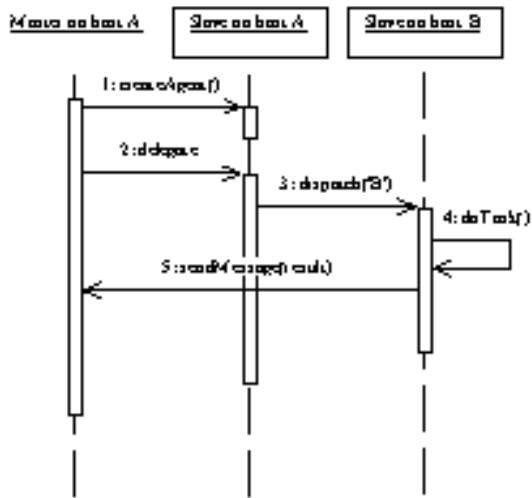 Master on host A
Slave on host A
Slave on host B
1: createAgent()
2: delegate
3: dispatch("B")
4: doTask()
5: sendMessage(result)